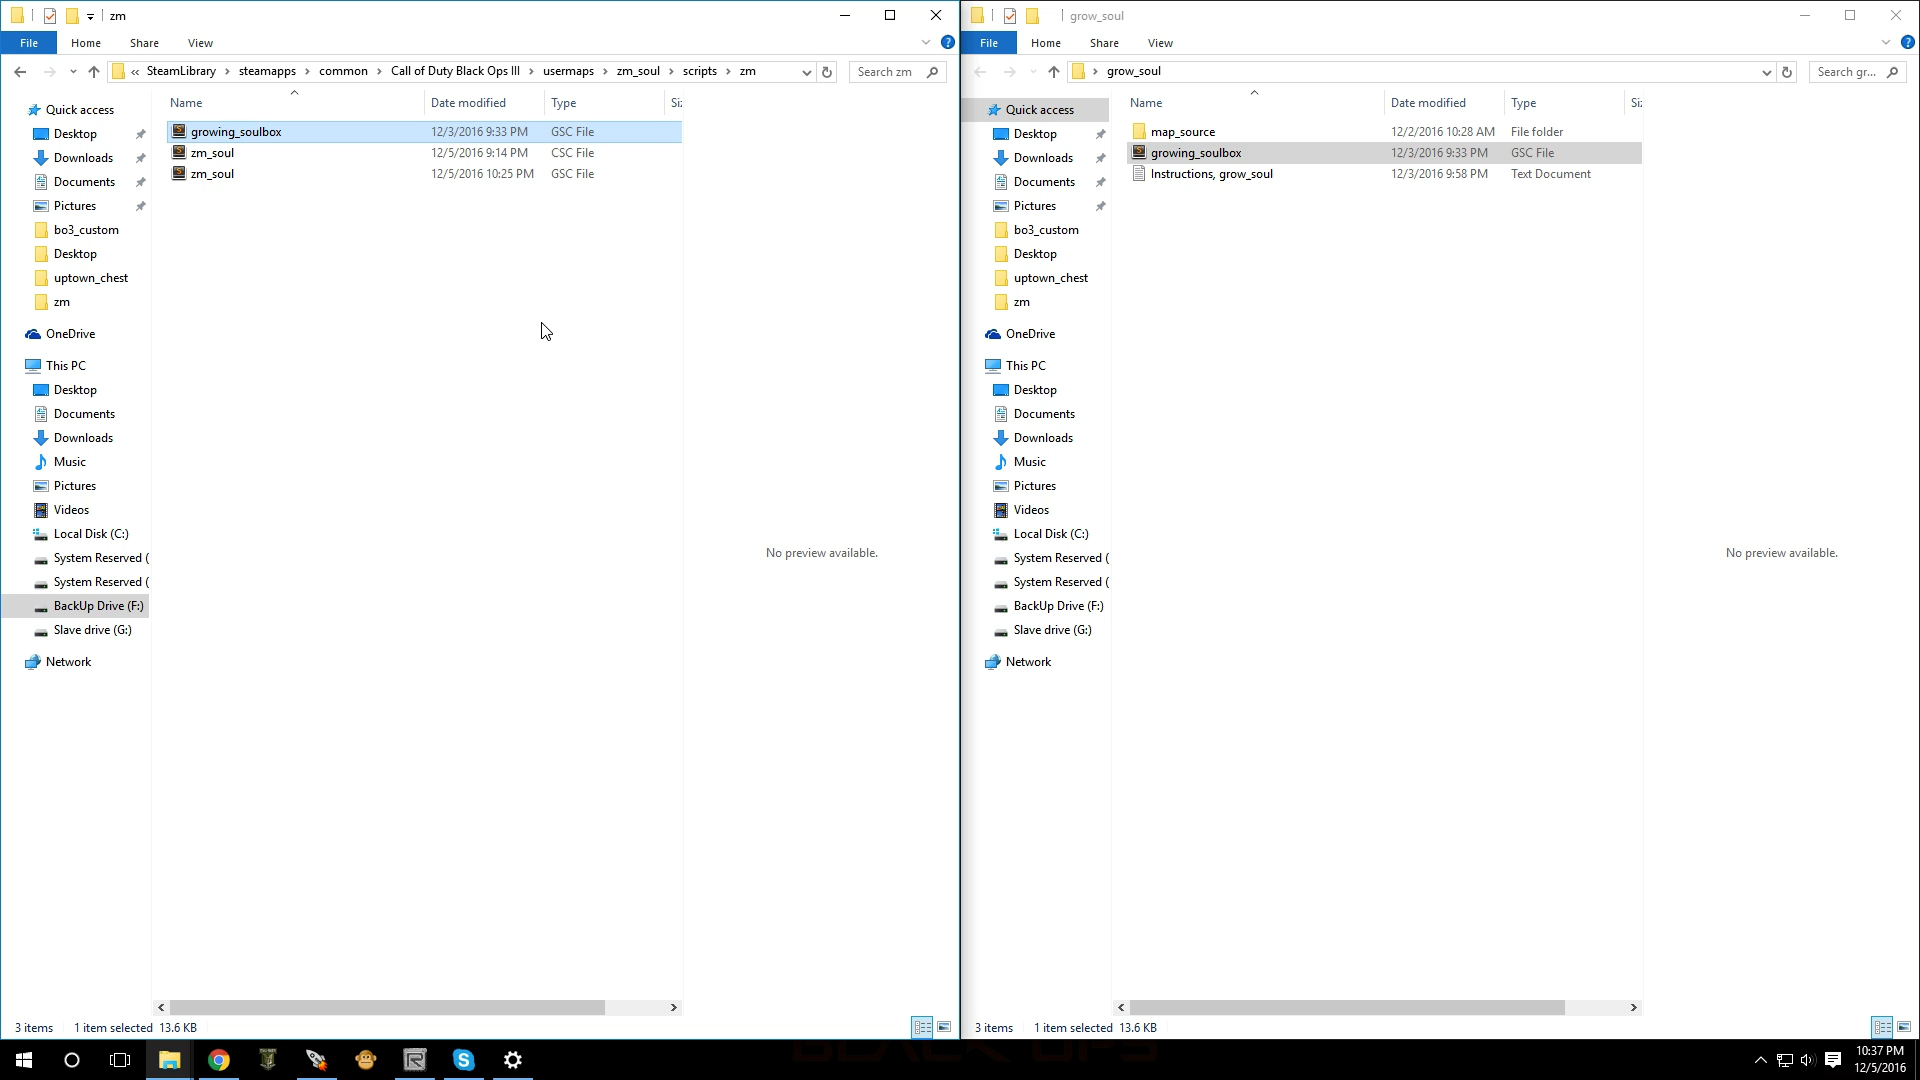 zm
File Home Share View
« SteamLibrary › steamapps › common › Call of Duty Black Ops III › usermaps › zm_soul › scripts › zm
Search zm
Name Date modified Type Siz
growing_soulbox 12/3/2016 9:33 PM GSC File
zm_soul 12/5/2016 9:14 PM CSC File
zm_soul 12/5/2016 10:25 PM GSC File
Quick access
Desktop
Downloads
Documents
Pictures
bo3_custom
Desktop
uptown_chest
zm
OneDrive
This PC
Desktop
Documents
Downloads
Music
Pictures
Videos
Local Disk (C:)
System Reserved (
System Reserved (
BackUp Drive (F:)
Slave drive (G:)
Network
No preview available.
3 items 1 item selected 13.6 KB
grow_soul
File Home Share View
› grow_soul
Search gr...
Name Date modified Type Siz
map_source 12/2/2016 10:28 AM File folder
growing_soulbox 12/3/2016 9:33 PM GSC File
Instructions, grow_soul 12/3/2016 9:58 PM Text Document
Quick access
Desktop
Downloads
Documents
Pictures
bo3_custom
Desktop
uptown_chest
zm
OneDrive
This PC
Desktop
Documents
Downloads
Music
Pictures
Videos
Local Disk (C:)
System Reserved (
System Reserved (
BackUp Drive (F:)
Slave drive (G:)
Network
No preview available.
3 items 1 item selected 13.6 KB
10:37 PM
12/5/2016